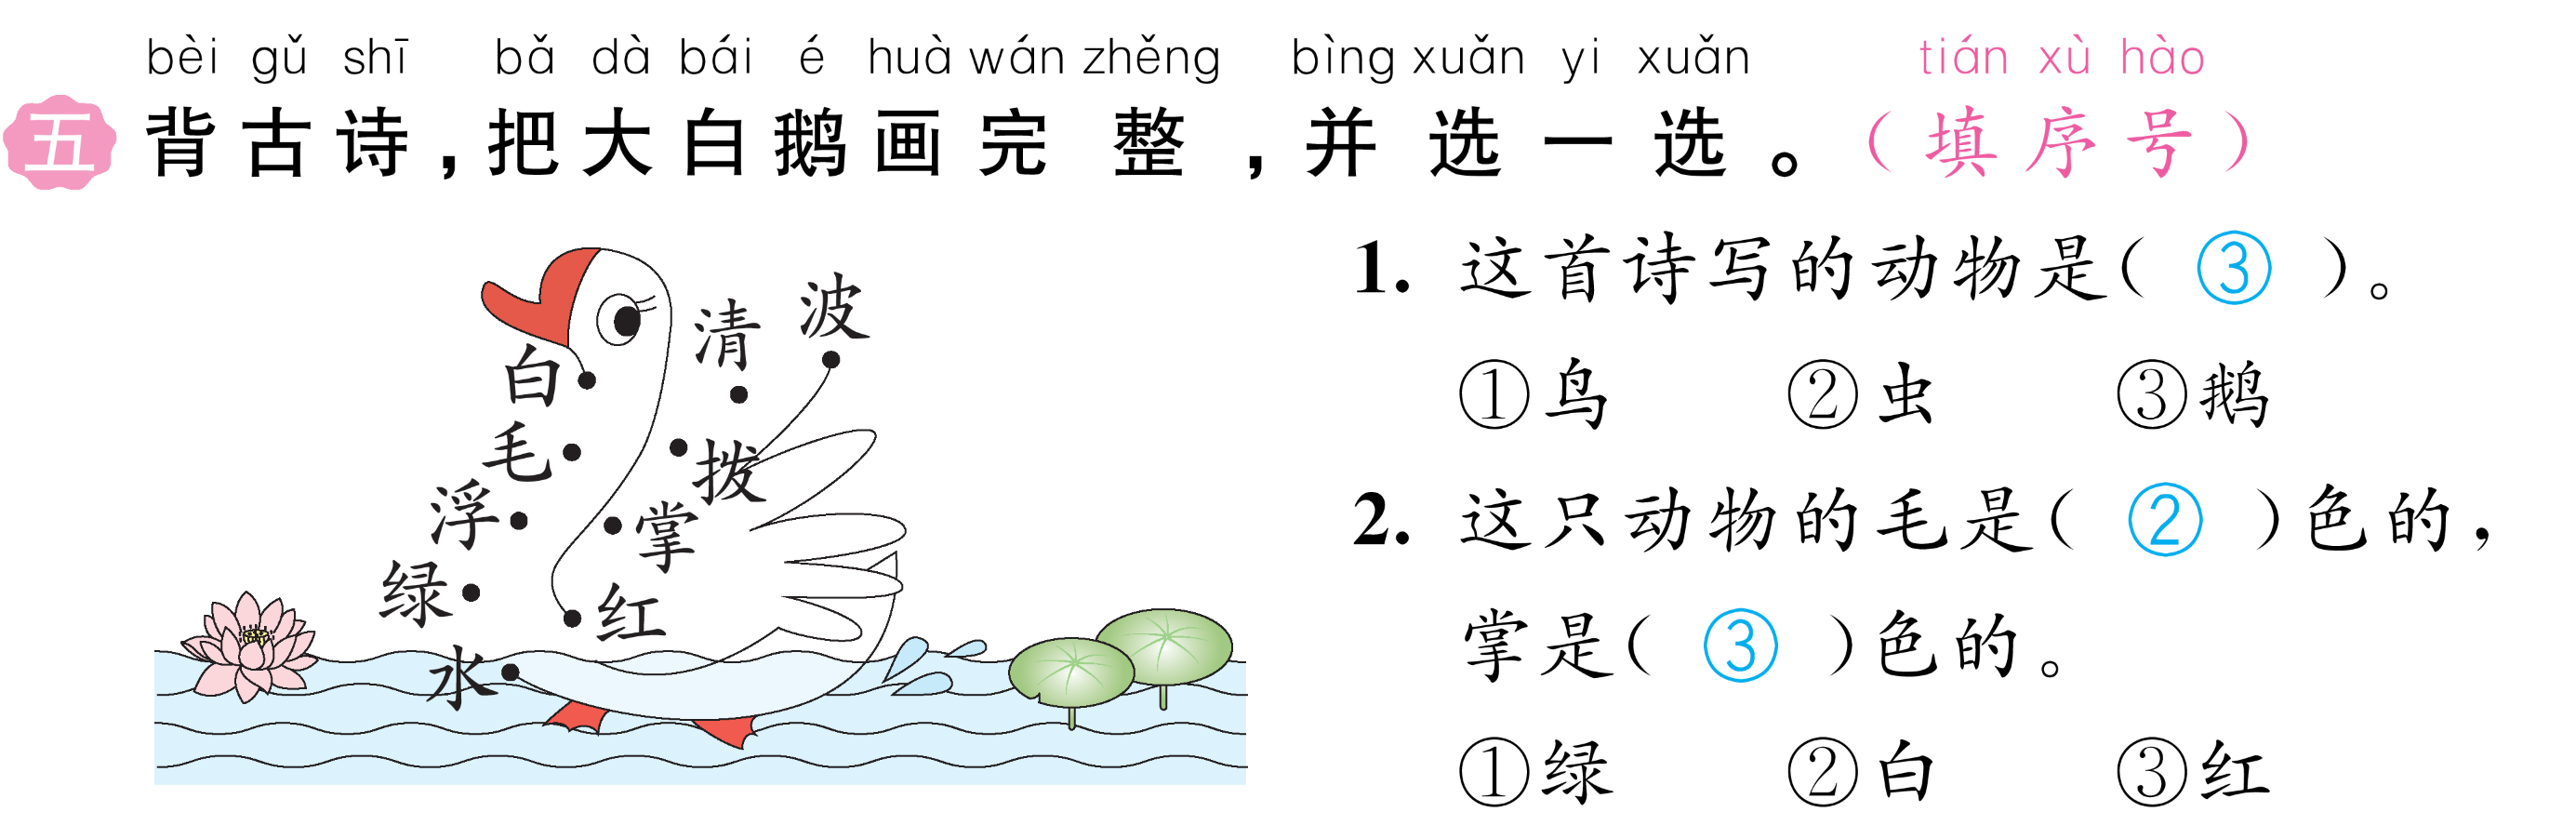 bèi gǔ shī bǎ dà bái é huà wán zhěng bìng xuǎn yi xuǎn tián xù hào
五 背古诗，把大白鹅画完整，并选一选。（填序号）
白
毛
浮
绿
水
清
波
拨
掌
红
1. 这首诗写的动物是（ ③ ）。
①鸟 ②虫 ③鹅
2. 这只动物的毛是（ ② ）色的，
掌是（ ③ ）色的。
①绿 ②白 ③红